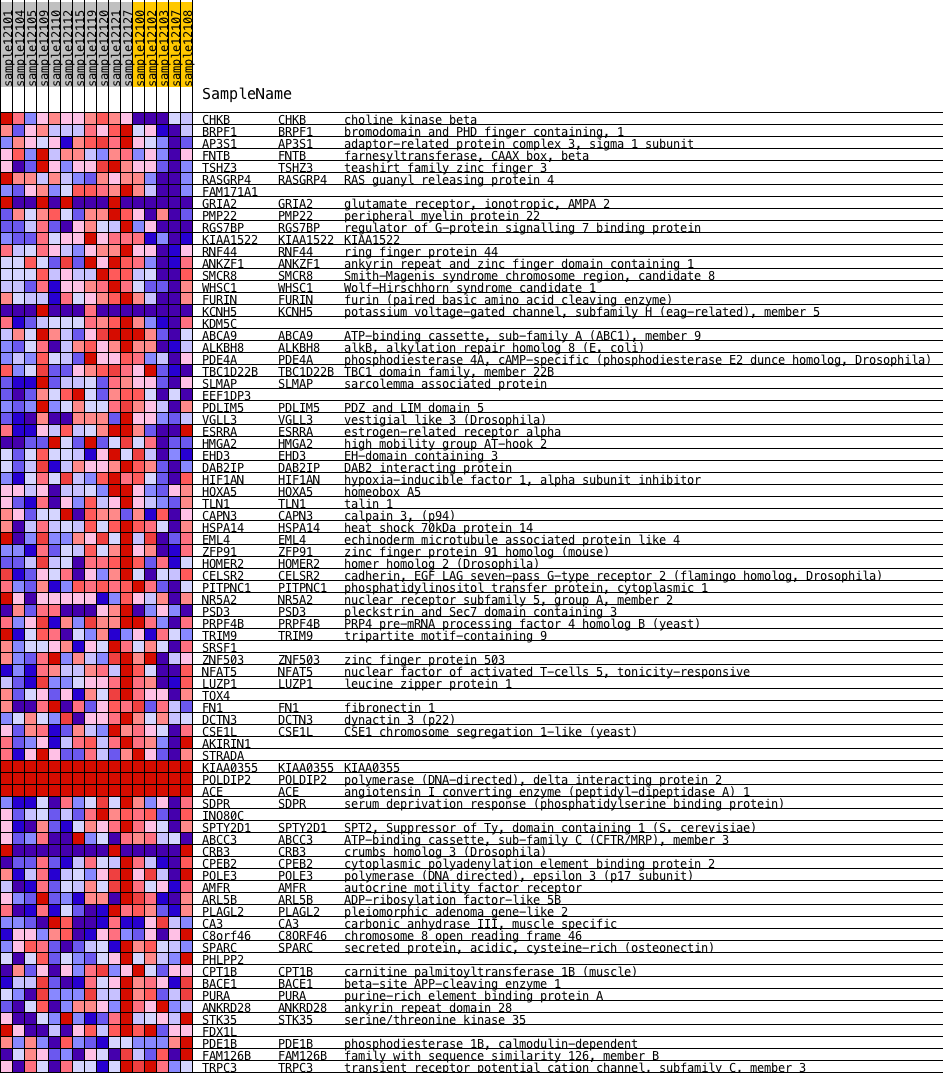 sample12101
sample12104
sample12105
sample12109
sample12110
sample12112
sample12115
sample12119
sample12120
sample12121
sample12127
sample12100
sample12102
sample12103
sample12107
sample12108
SampleName
CHKB CHKB choline kinase beta
BRPF1 BRPF1 bromodomain and PHD finger containing, 1
AP3S1 AP3S1 adaptor-related protein complex 3, sigma 1 subunit
FNTB FNTB farnesyltransferase, CAAX box, beta
TSHZ3 TSHZ3 teashirt family zinc finger 3
RASGRP4 RASGRP4 RAS guanyl releasing protein 4
FAM171A1
GRIA2 GRIA2 glutamate receptor, ionotropic, AMPA 2
PMP22 PMP22 peripheral myelin protein 22
RGS7BP RGS7BP regulator of G-protein signalling 7 binding protein
KIAA1522 KIAA1522 KIAA1522
RNF44 RNF44 ring finger protein 44
ANKZF1 ANKZF1 ankyrin repeat and zinc finger domain containing 1
SMCR8 SMCR8 Smith-Magenis syndrome chromosome region, candidate 8
WHSC1 WHSC1 Wolf-Hirschhorn syndrome candidate 1
FURIN FURIN furin (paired basic amino acid cleaving enzyme)
KCNH5 KCNH5 potassium voltage-gated channel, subfamily H (eag-related), member 5
KDM5C
ABCA9 ABCA9 ATP-binding cassette, sub-family A (ABC1), member 9
ALKBH8 ALKBH8 alkB, alkylation repair homolog 8 (E. coli)
PDE4A PDE4A phosphodiesterase 4A, cAMP-specific (phosphodiesterase E2 dunce homolog, Drosophila)
TBC1D22B TBC1D22B TBC1 domain family, member 22B
SLMAP SLMAP sarcolemma associated protein
EEF1DP3
PDLIM5 PDLIM5 PDZ and LIM domain 5
VGLL3 VGLL3 vestigial like 3 (Drosophila)
ESRRA ESRRA estrogen-related receptor alpha
HMGA2 HMGA2 high mobility group AT-hook 2
EHD3 EHD3 EH-domain containing 3
DAB2IP DAB2IP DAB2 interacting protein
HIF1AN HIF1AN hypoxia-inducible factor 1, alpha subunit inhibitor
HOXA5 HOXA5 homeobox A5
TLN1 TLN1 talin 1
CAPN3 CAPN3 calpain 3, (p94)
HSPA14 HSPA14 heat shock 70kDa protein 14
EML4 EML4 echinoderm microtubule associated protein like 4
ZFP91 ZFP91 zinc finger protein 91 homolog (mouse)
HOMER2 HOMER2 homer homolog 2 (Drosophila)
CELSR2 CELSR2 cadherin, EGF LAG seven-pass G-type receptor 2 (flamingo homolog, Drosophila)
PITPNC1 PITPNC1 phosphatidylinositol transfer protein, cytoplasmic 1
NR5A2 NR5A2 nuclear receptor subfamily 5, group A, member 2
PSD3 PSD3 pleckstrin and Sec7 domain containing 3
PRPF4B PRPF4B PRP4 pre-mRNA processing factor 4 homolog B (yeast)
TRIM9 TRIM9 tripartite motif-containing 9
SRSF1
ZNF503 ZNF503 zinc finger protein 503
NFAT5 NFAT5 nuclear factor of activated T-cells 5, tonicity-responsive
LUZP1 LUZP1 leucine zipper protein 1
TOX4
FN1 FN1 fibronectin 1
DCTN3 DCTN3 dynactin 3 (p22)
CSE1L CSE1L CSE1 chromosome segregation 1-like (yeast)
AKIRIN1
STRADA
KIAA0355 KIAA0355 KIAA0355
POLDIP2 POLDIP2 polymerase (DNA-directed), delta interacting protein 2
ACE ACE angiotensin I converting enzyme (peptidyl-dipeptidase A) 1
SDPR SDPR serum deprivation response (phosphatidylserine binding protein)
INO80C
SPTY2D1 SPTY2D1 SPT2, Suppressor of Ty, domain containing 1 (S. cerevisiae)
ABCC3 ABCC3 ATP-binding cassette, sub-family C (CFTR/MRP), member 3
CRB3 CRB3 crumbs homolog 3 (Drosophila)
CPEB2 CPEB2 cytoplasmic polyadenylation element binding protein 2
POLE3 POLE3 polymerase (DNA directed), epsilon 3 (p17 subunit)
AMFR AMFR autocrine motility factor receptor
ARL5B ARL5B ADP-ribosylation factor-like 5B
PLAGL2 PLAGL2 pleiomorphic adenoma gene-like 2
CA3 CA3 carbonic anhydrase III, muscle specific
C8orf46 C8ORF46 chromosome 8 open reading frame 46
SPARC SPARC secreted protein, acidic, cysteine-rich (osteonectin)
PHLPP2
CPT1B CPT1B carnitine palmitoyltransferase 1B (muscle)
BACE1 BACE1 beta-site APP-cleaving enzyme 1
PURA PURA purine-rich element binding protein A
ANKRD28 ANKRD28 ankyrin repeat domain 28
STK35 STK35 serine/threonine kinase 35
FDX1L
PDE1B PDE1B phosphodiesterase 1B, calmodulin-dependent
FAM126B FAM126B family with sequence similarity 126, member B
TRPC3 TRPC3 transient receptor potential cation channel, subfamily C, member 3